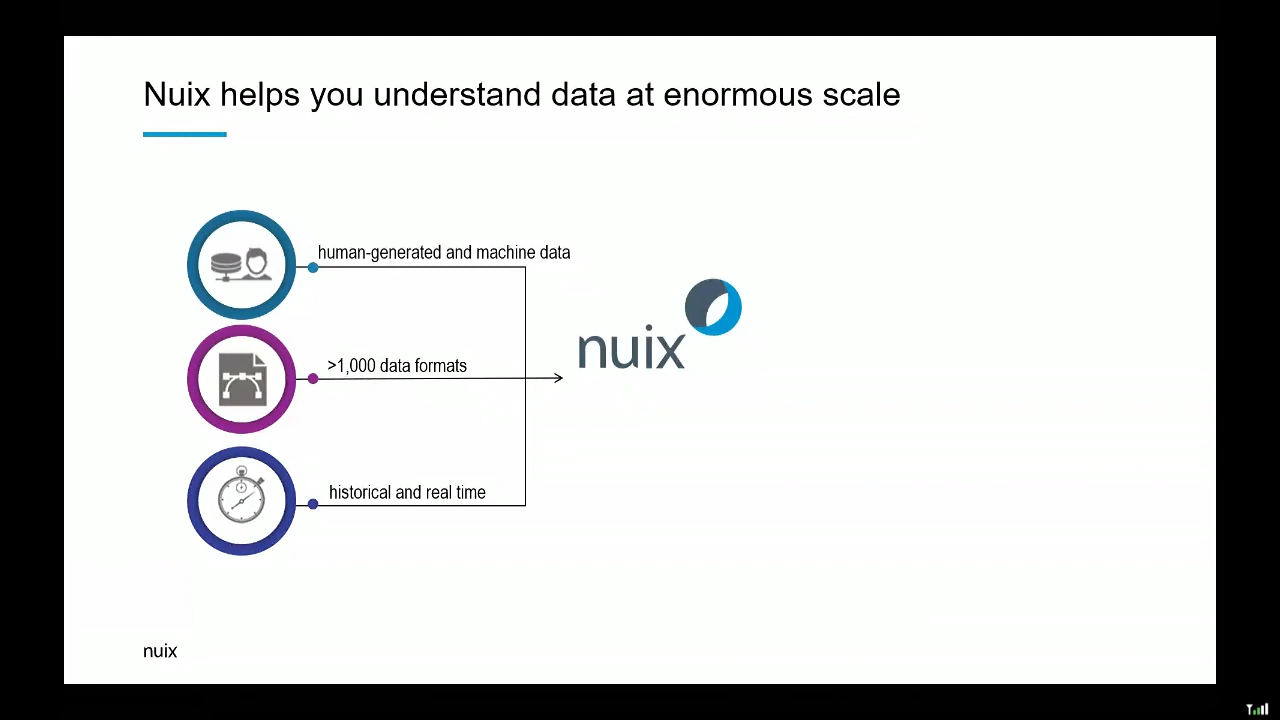 Nuix helps you understand data at enormous scale
human-generated and machine data
>1,000 data formats
nuix
historical and real time
nuix